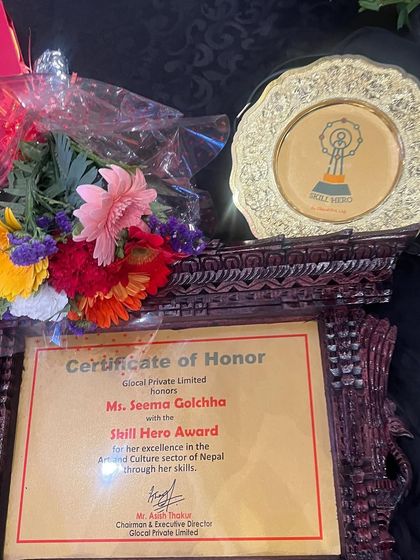 SKILL HERO
Certificate of Honor
Glocal Private Limited
honors
Ms. Seema Golchha
with the
Skill Hero Award
for her excellence in the
Art and Culture sector of Nepal
through her skills.
Mr. Asish Thakur
Chairman & Executive Director
Glocal Private Limited